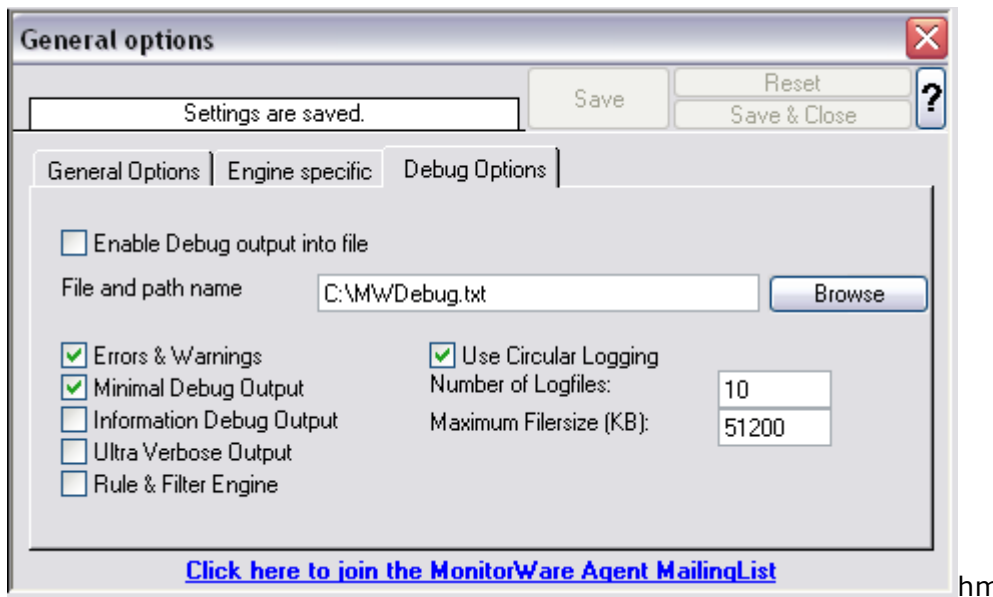 General options
Settings are saved.
Save
Reset
Save & Close
?
General Options
Engine specific
Debug Options
Enable Debug output into file
File and path name
C:\MWDebug.txt
Browse
Errors & Warnings
Minimal Debug Output
Information Debug Output
Ultra Verbose Output
Rule & Filter Engine
Use Circular Logging
Number of Logfiles:
10
Maximum Filersize (KB):
51200
Click here to join the MonitorWare Agent MailingList